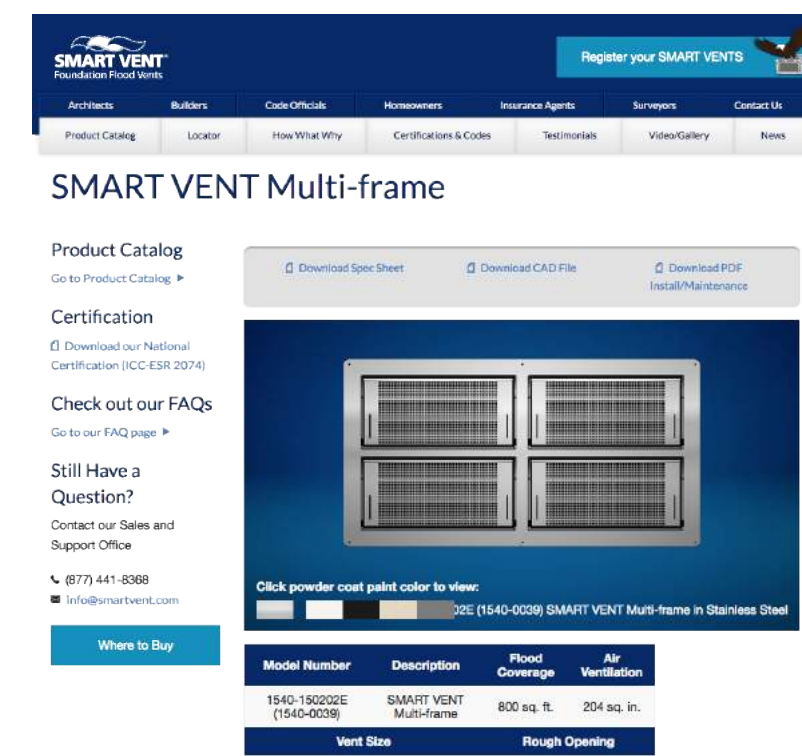 SMART VENT
Foundation Flood Vents
Register your SMART VENTS
Architects
Builders
Code Officials
Homeowners
Insurance Agents
Surveyors
Contact Us
Product Catalog
Locator
How What Why
Certifications & Codes
Testimonials
Video/Gallery
News
SMART VENT Multi-frame
Product Catalog
Go to Product Catalog
Certification
Download our National
Certification (ICC-ESR 2074)
Check out our FAQs
Go to our FAQ page
Still Have a
Question?
Contact our Sales and
Support Office
(877) 441-8368
info@smartvent.com
Where to Buy
Download Spec Sheet
Download CAD File
Download PDF
Install/Maintenance
Click powder coat paint color to view:
02E (1540-0039) SMART VENT Multi-frame in Stainless Steel
Model Number
Description
Flood
Coverage
Air
Ventilation
1540-150202E
(1540-0039)
SMART VENT
Multi-frame
800 sq. ft.
204 sq. in.
Vent Size
Rough Opening